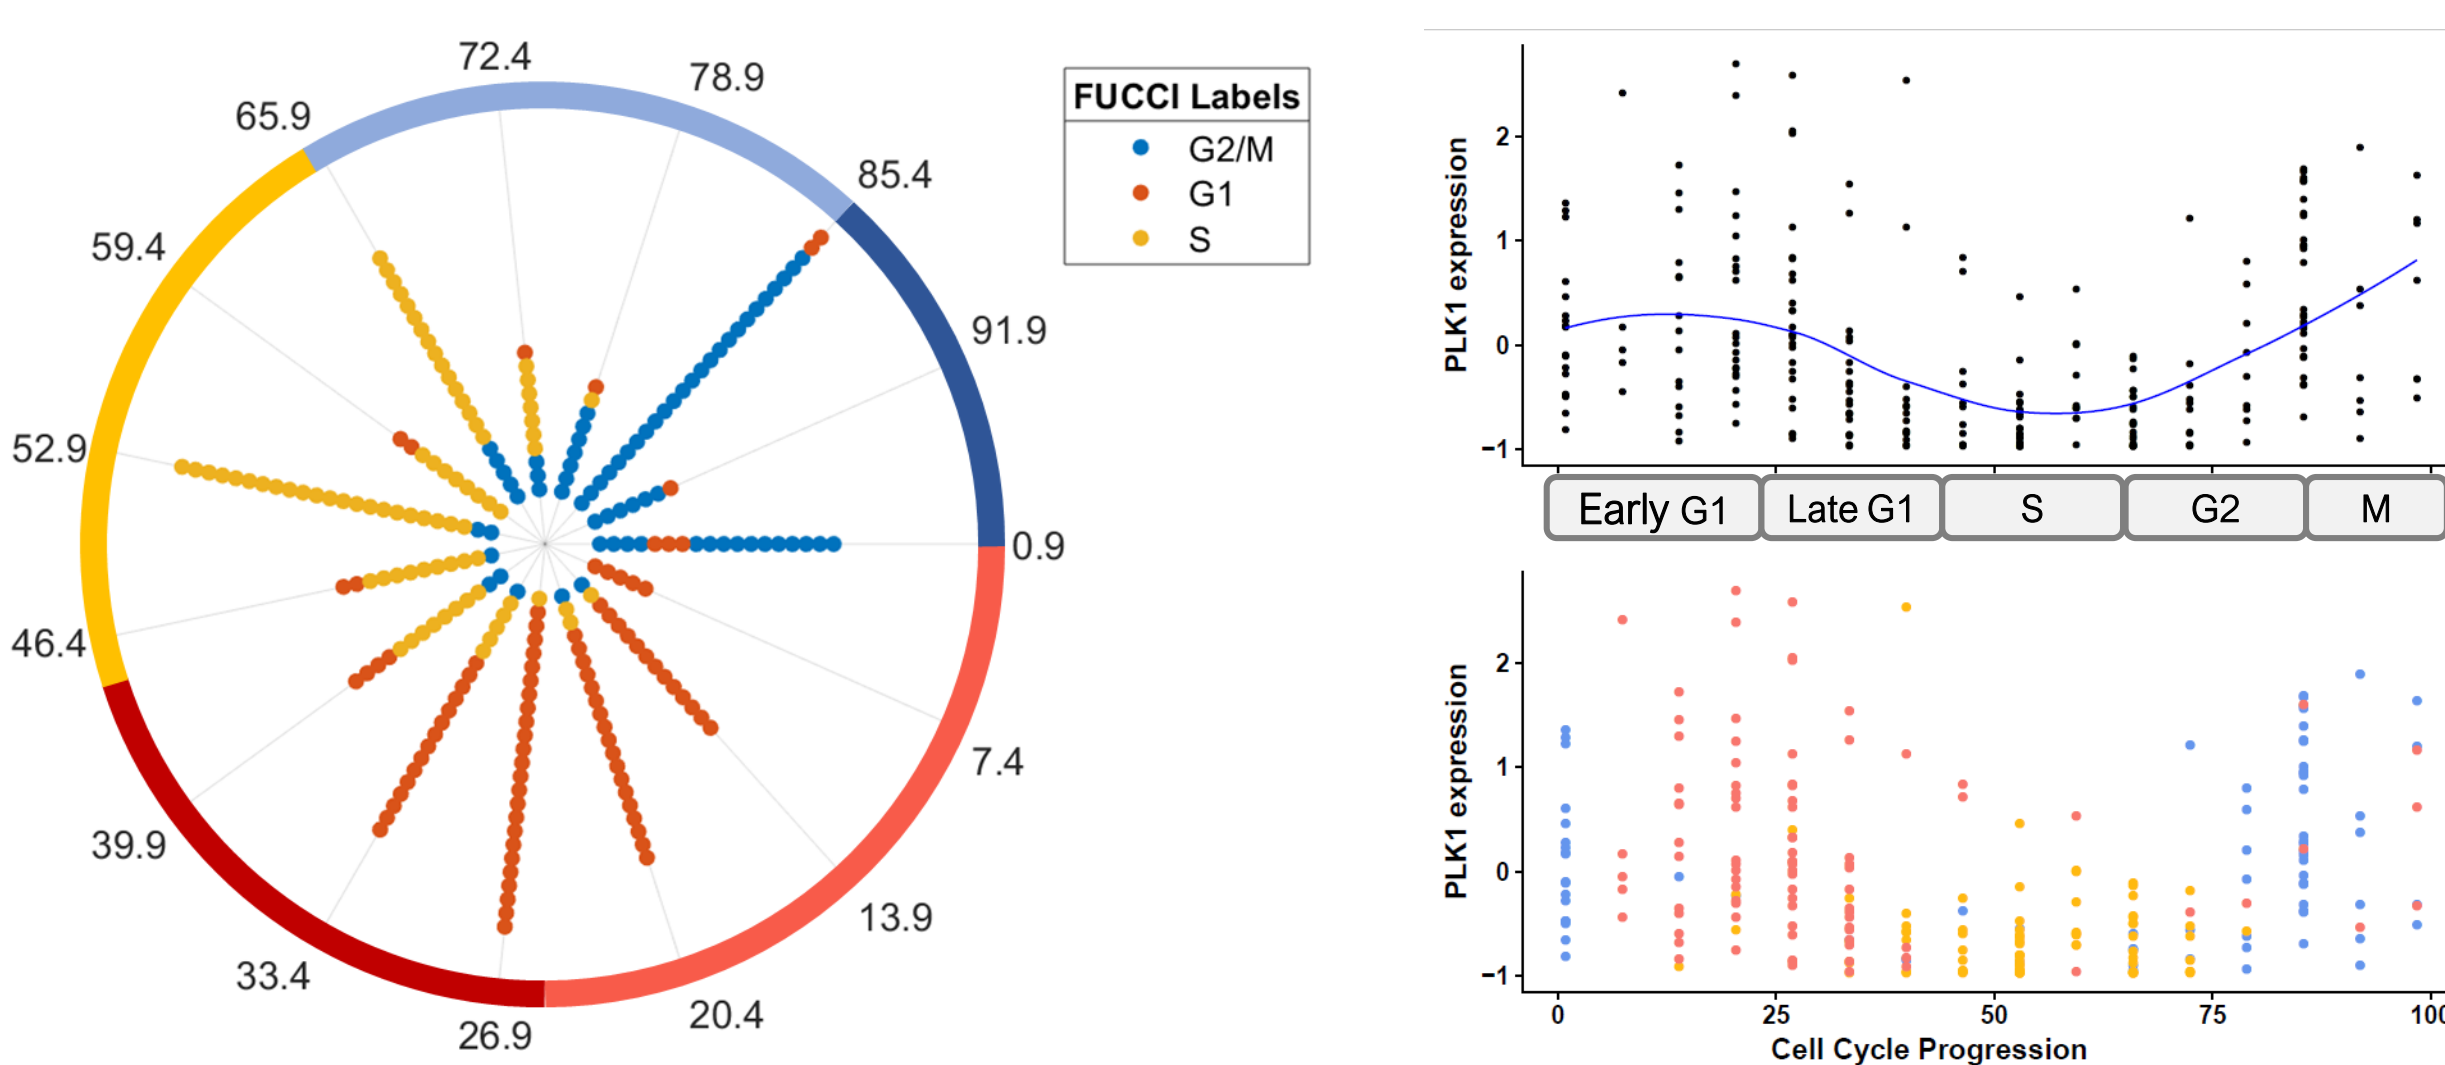 72.4
78.9
65.9
85.4
59.4
91.9
52.9
0.9
46.4
7.4
39.9
13.9
33.4
20.4
26.9
FUCCI Labels
G2/M
G1
S
PLK1 expression
2
1
0
−1
Early G1
Late G1
S
G2
M
PLK1 expression
2
1
0
−1
0
25
50
75
100
Cell Cycle Progression